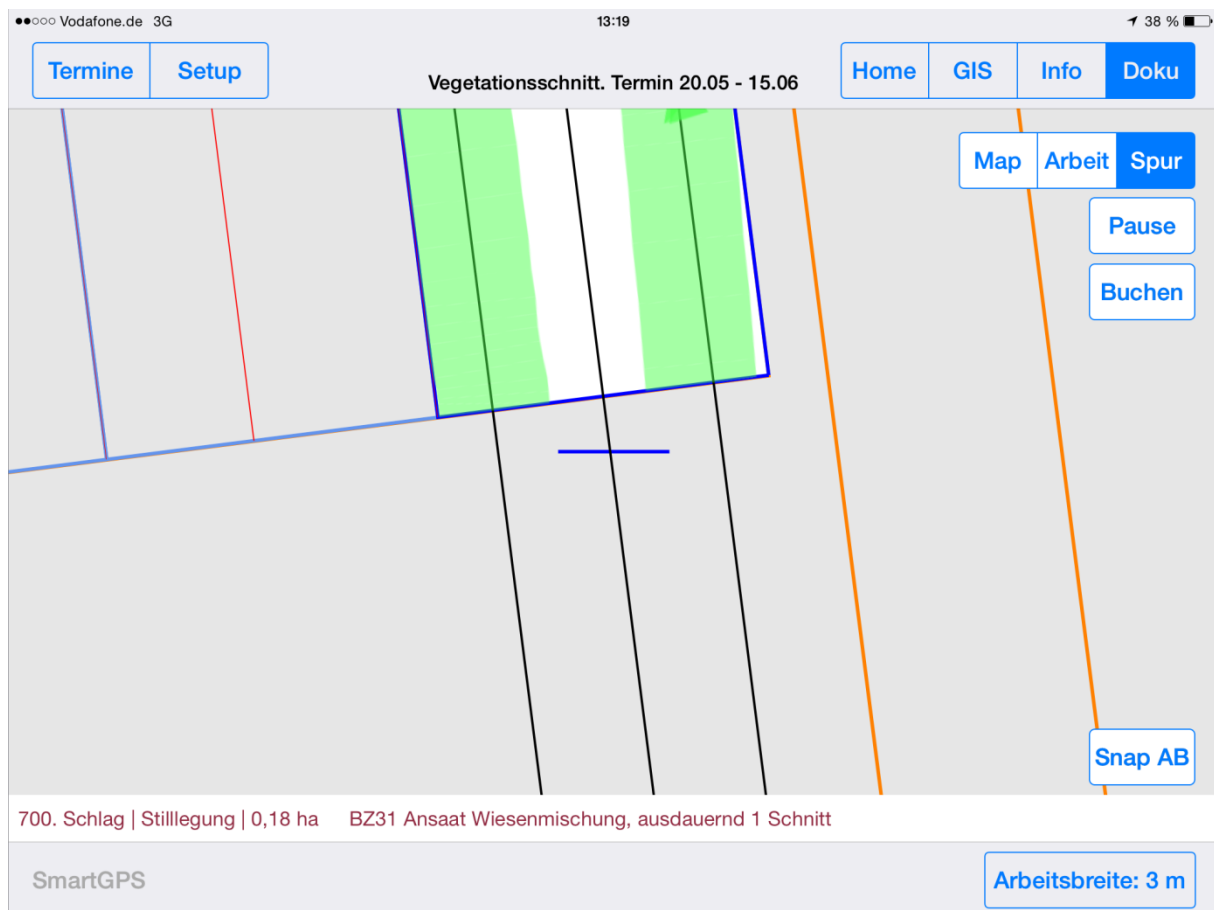 Vodafone.de 3G 13:19 38 %
Termine Setup Vegetationsschnitt. Termin 20.05 - 15.06 Home GIS Info Doku
Map Arbeit Spur
Pause
Buchen
Snap AB
700. Schlag | Stilllegung | 0,18 ha BZ31 Ansaat Wiesenmischung, ausdauernd 1 Schnitt
SmartGPS Arbeitsbreite: 3 m